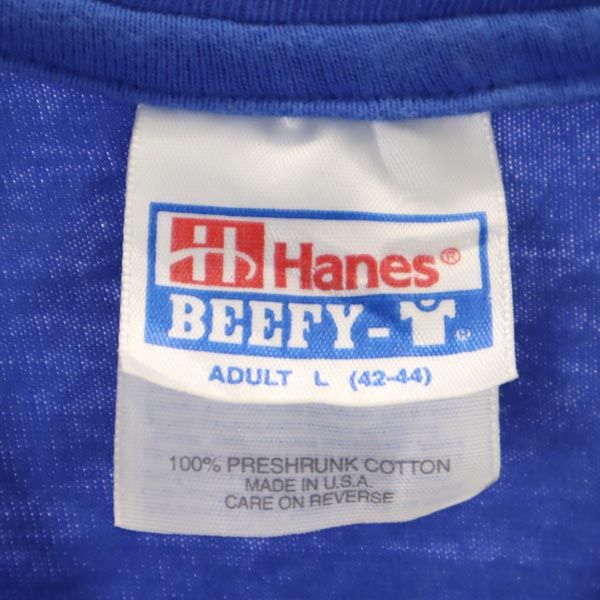 H Hanes®
BEEFY-T®
ADULT L (42-44)
100% PRESHRUNK COTTON
MADE IN U.S.A.
CARE ON REVERSE